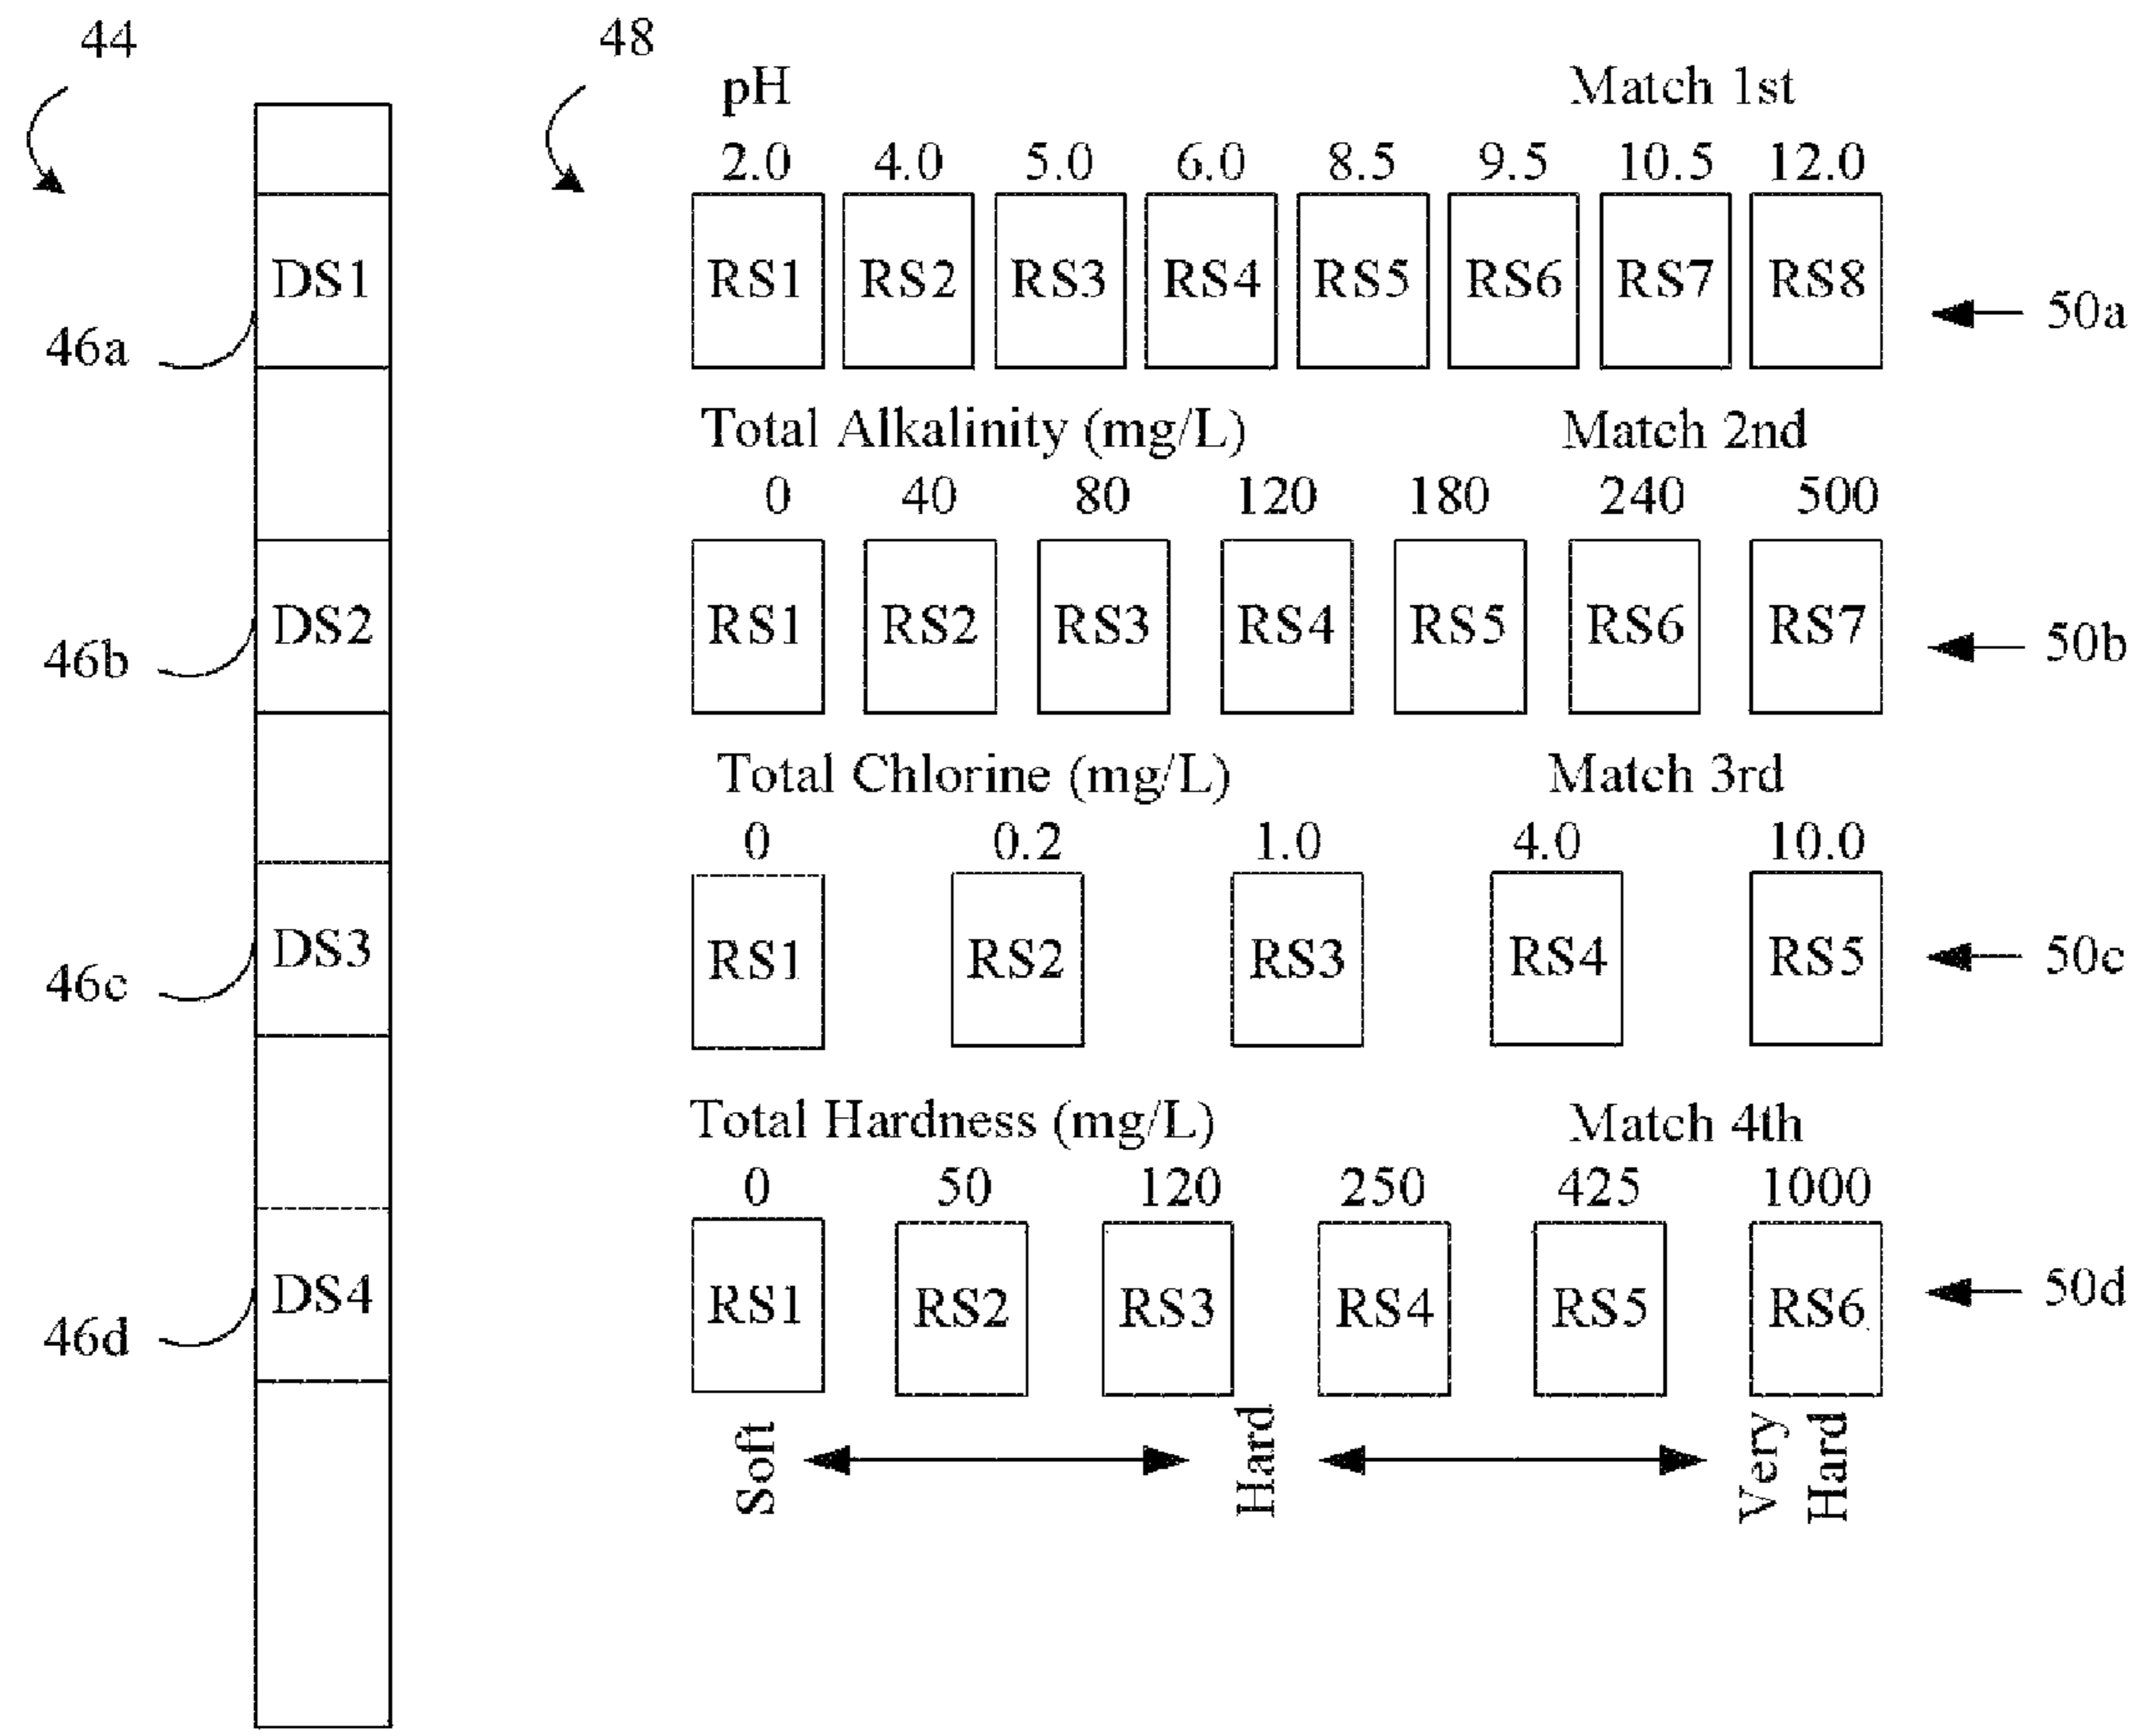 44
48
pH Match 1st
2.0 4.0 5.0 6.0 8.5 9.5 10.5 12.0
DS1 RS1 RS2 RS3 RS4 RS5 RS6 RS7 RS8
46a 50a
Total Alkalinity (mg/L) Match 2nd
0 40 80 120 180 240 500
DS2 RS1 RS2 RS3 RS4 RS5 RS6 RS7
46b 50b
Total Chlorine (mg/L) Match 3rd
0 0.2 1.0 4.0 10.0
DS3 RS1 RS2 RS3 RS4 RS5
46c 50c
Total Hardness (mg/L) Match 4th
0 50 120 250 425 1000
DS4 RS1 RS2 RS3 RS4 RS5 RS6
46d 50d
Soft
Hard
Very
Hard